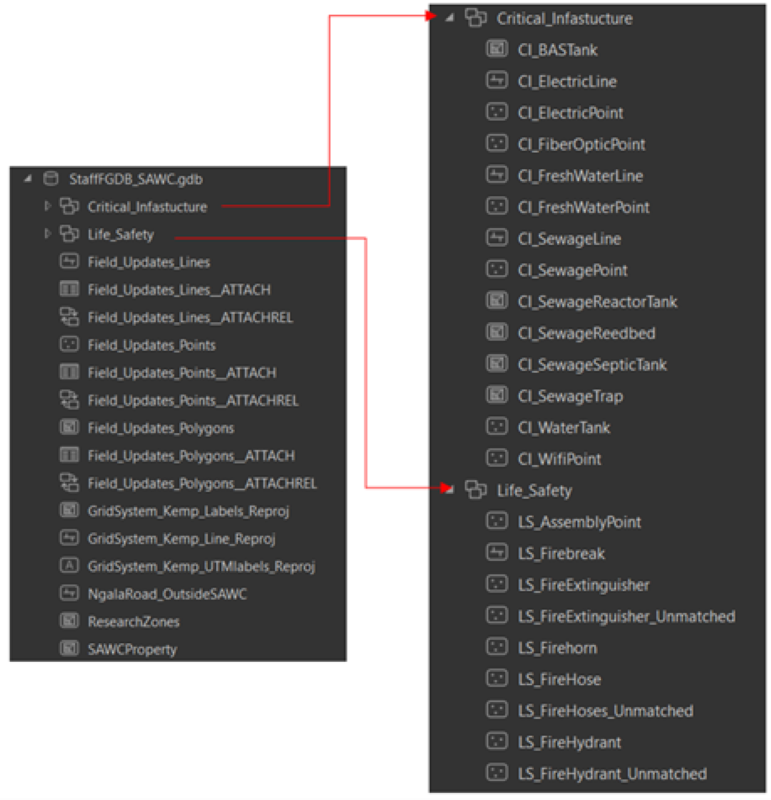 StaffFGDB_SAWC.gdb
Critical_Infastucture
Life_Safety
Field_Updates_Lines
Field_Updates_Lines__ATTACH
Field_Updates_Lines__ATTACHREL
Field_Updates_Points
Field_Updates_Points__ATTACH
Field_Updates_Points__ATTACHREL
Field_Updates_Polygons
Field_Updates_Polygons__ATTACH
Field_Updates_Polygons__ATTACHREL
GridSystem_Kemp_Labels_Reproj
GridSystem_Kemp_Line_Reproj
GridSystem_Kemp_UTMlabels_Reproj
NgalaRoad_OutsideSAWC
ResearchZones
SAWCProperty
Critical_Infastucture
CI_BASTank
CI_ElectricLine
CI_ElectricPoint
CI_FiberOpticPoint
CI_FreshWaterLine
CI_FreshWaterPoint
CI_SewageLine
CI_SewagePoint
CI_SewageReactorTank
CI_SewageReedbed
CI_SewageSepticTank
CI_SewageTrap
CI_WaterTank
CI_WifiPoint
Life_Safety
LS_AssemblyPoint
LS_Firebreak
LS_FireExtinguisher
LS_FireExtinguisher_Unmatched
LS_Firehorn
LS_FireHose
LS_FireHoses_Unmatched
LS_FireHydrant
LS_FireHydrant_Unmatched